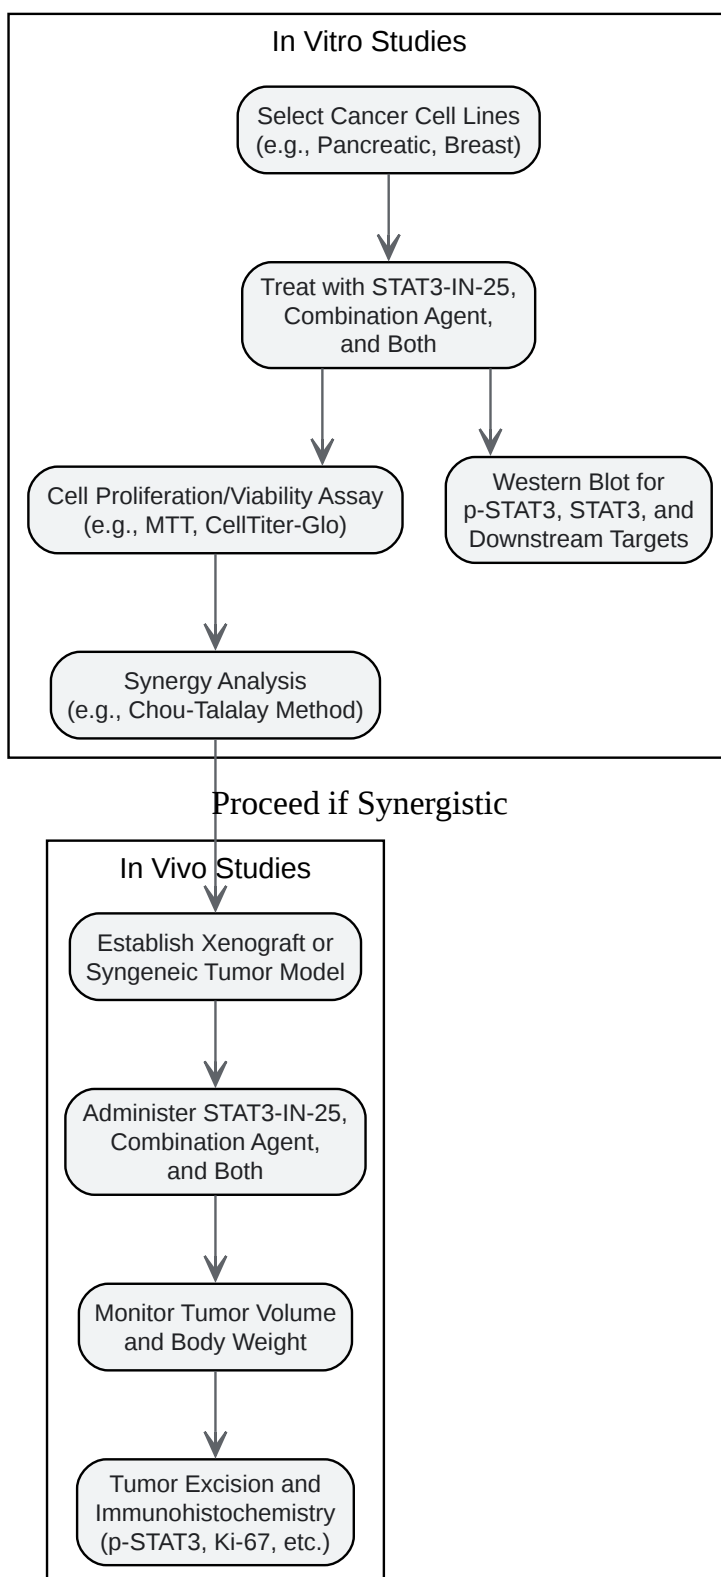 In Vitro Studies
Select Cancer Cell Lines
(e.g., Pancreatic, Breast)
Treat with STAT3-IN-25,
Combination Agent,
and Both
Cell Proliferation/Viability Assay
(e.g., MTT, CellTiter-Glo)
Western Blot for
p-STAT3, STAT3, and
Downstream Targets
Synergy Analysis
(e.g., Chou-Talalay Method)
Proceed if Synergistic
In Vivo Studies
Establish Xenograft or
Syngeneic Tumor Model
Administer STAT3-IN-25,
Combination Agent,
and Both
Monitor Tumor Volume
and Body Weight
Tumor Excision and
Immunohistochemistry
(p-STAT3, Ki-67, etc.)